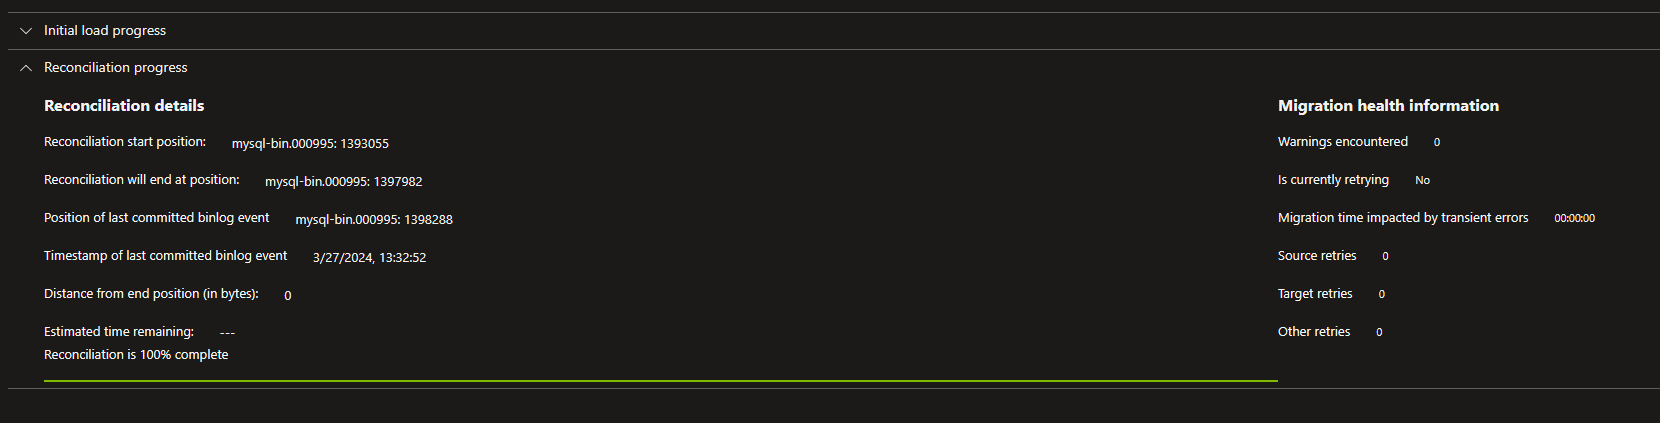 Initial load progress
Reconciliation progress
Reconciliation details
Reconciliation start position: mysql-bin.000995: 1393055
Reconciliation will end at position: mysql-bin.000995: 1397982
Position of last committed binlog event mysql-bin.000995: 1398288
Timestamp of last committed binlog event 3/27/2024, 13:32:52
Distance from end position (in bytes): 0
Estimated time remaining: ---
Reconciliation is 100% complete
Migration health information
Warnings encountered 0
Is currently retrying No
Migration time impacted by transient errors 00:00:00
Source retries 0
Target retries 0
Other retries 0